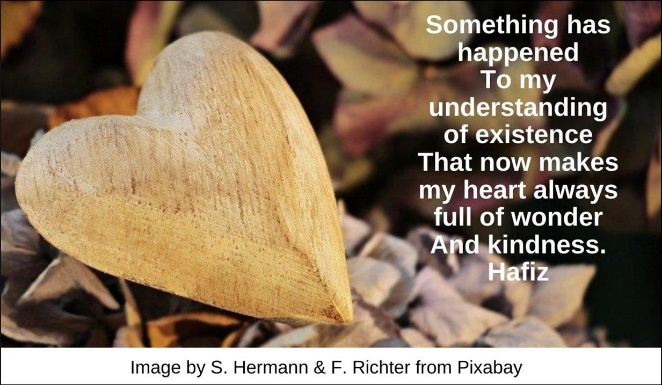 Something has
happened
To my
understanding
of existence
That now makes
my heart always
full of wonder
And kindness.
Hafiz
Image by S. Hermann & F. Richter from Pixabay